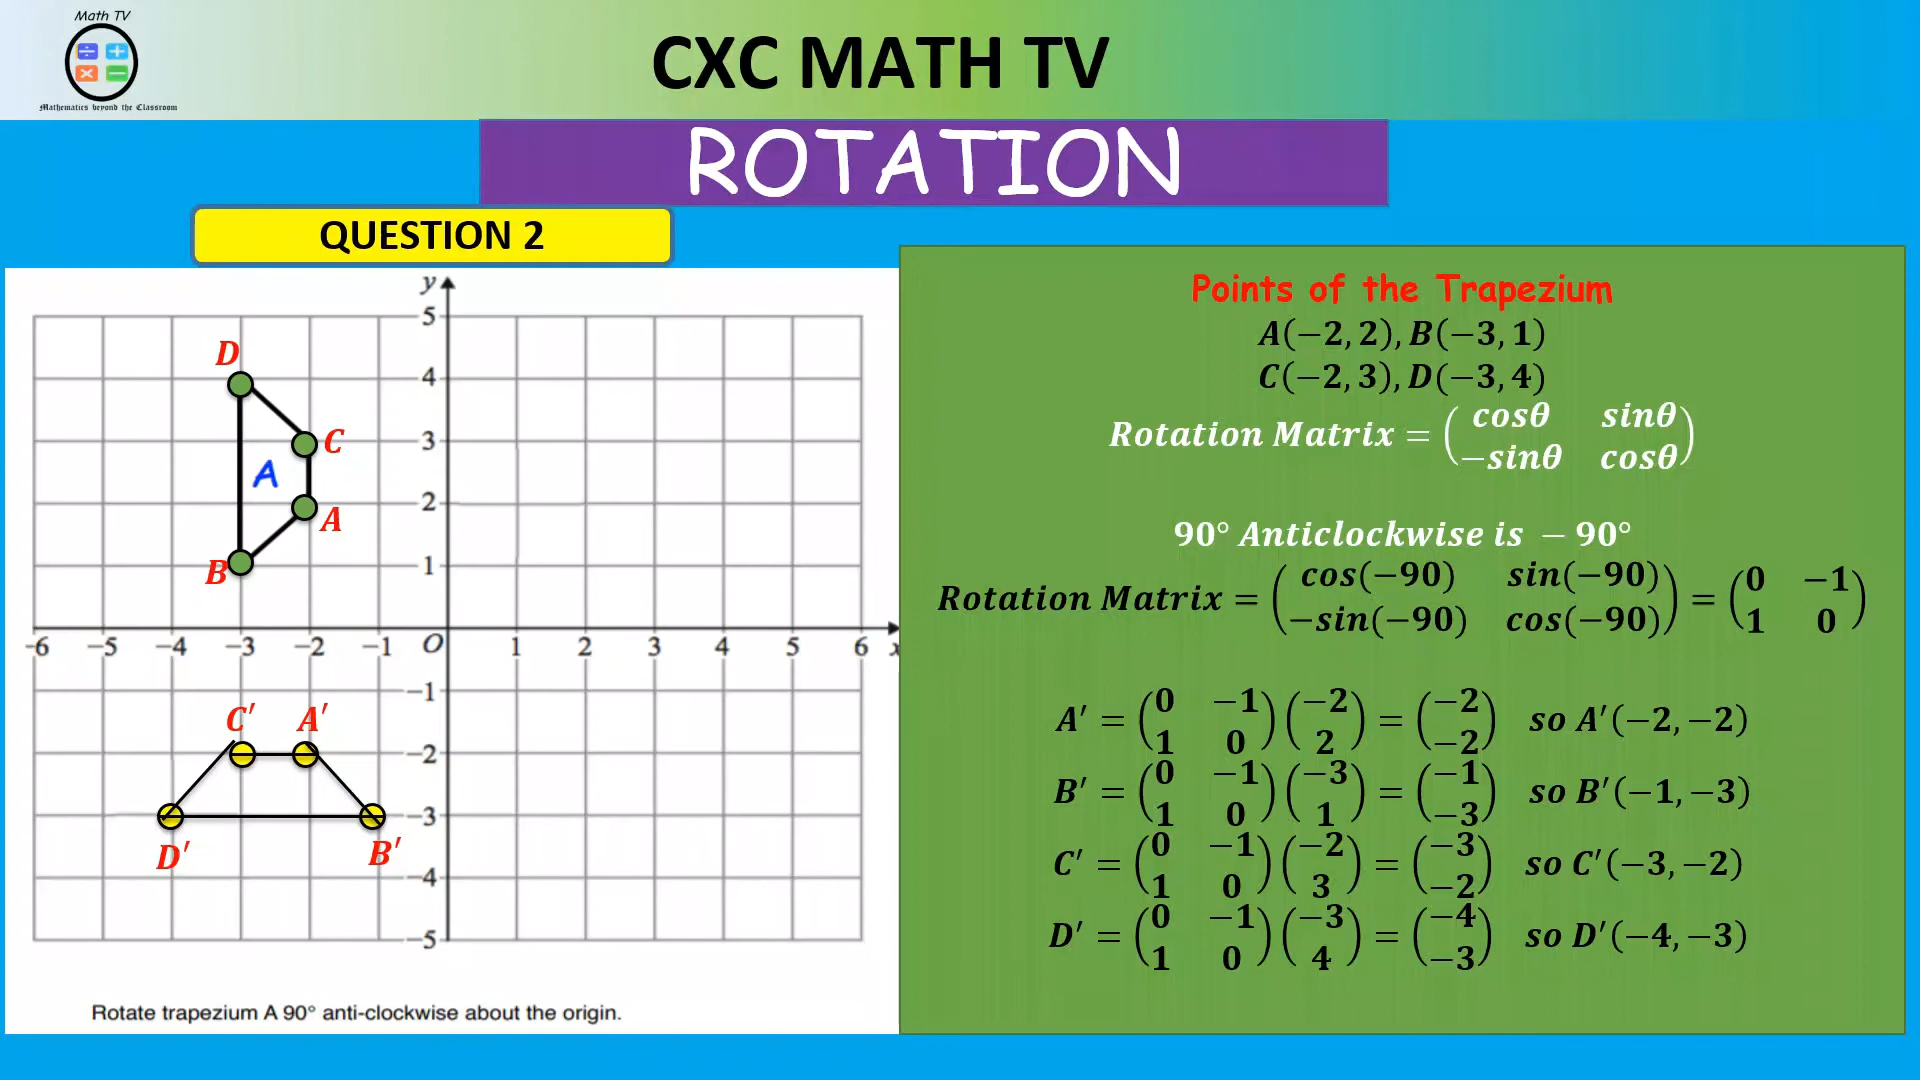 Math TV
Mathematics beyond the Classroom
CXC MATH TV
ROTATION
QUESTION 2
y
5
4
3
2
1
-6 -5 -4 -3 -2 -1 O 1 2 3 4 5 6 x
-1
-2
-3
-4
-5
D
C
A
A
B
C′ A′
D′ B′
Rotate trapezium A 90° anti-clockwise about the origin.
Points of the Trapezium
A(−2, 2), B(−3, 1)
C(−2, 3), D(−3, 4)
Rotation Matrix = (cosθ sinθ
−sinθ cosθ)
90° Anticlockwise is − 90°
Rotation Matrix = (cos(−90) sin(−90)
−sin(−90) cos(−90)) = (0 −1
1 0)
A′ = (0 −1
1 0)(−2
2) = (−2
−2) so A′(−2, −2)
B′ = (0 −1
1 0)(−3
1) = (−1
−3) so B′(−1, −3)
C′ = (0 −1
1 0)(−2
3) = (−3
−2) so C′(−3, −2)
D′ = (0 −1
1 0)(−3
4) = (−4
−3) so D′(−4, −3)